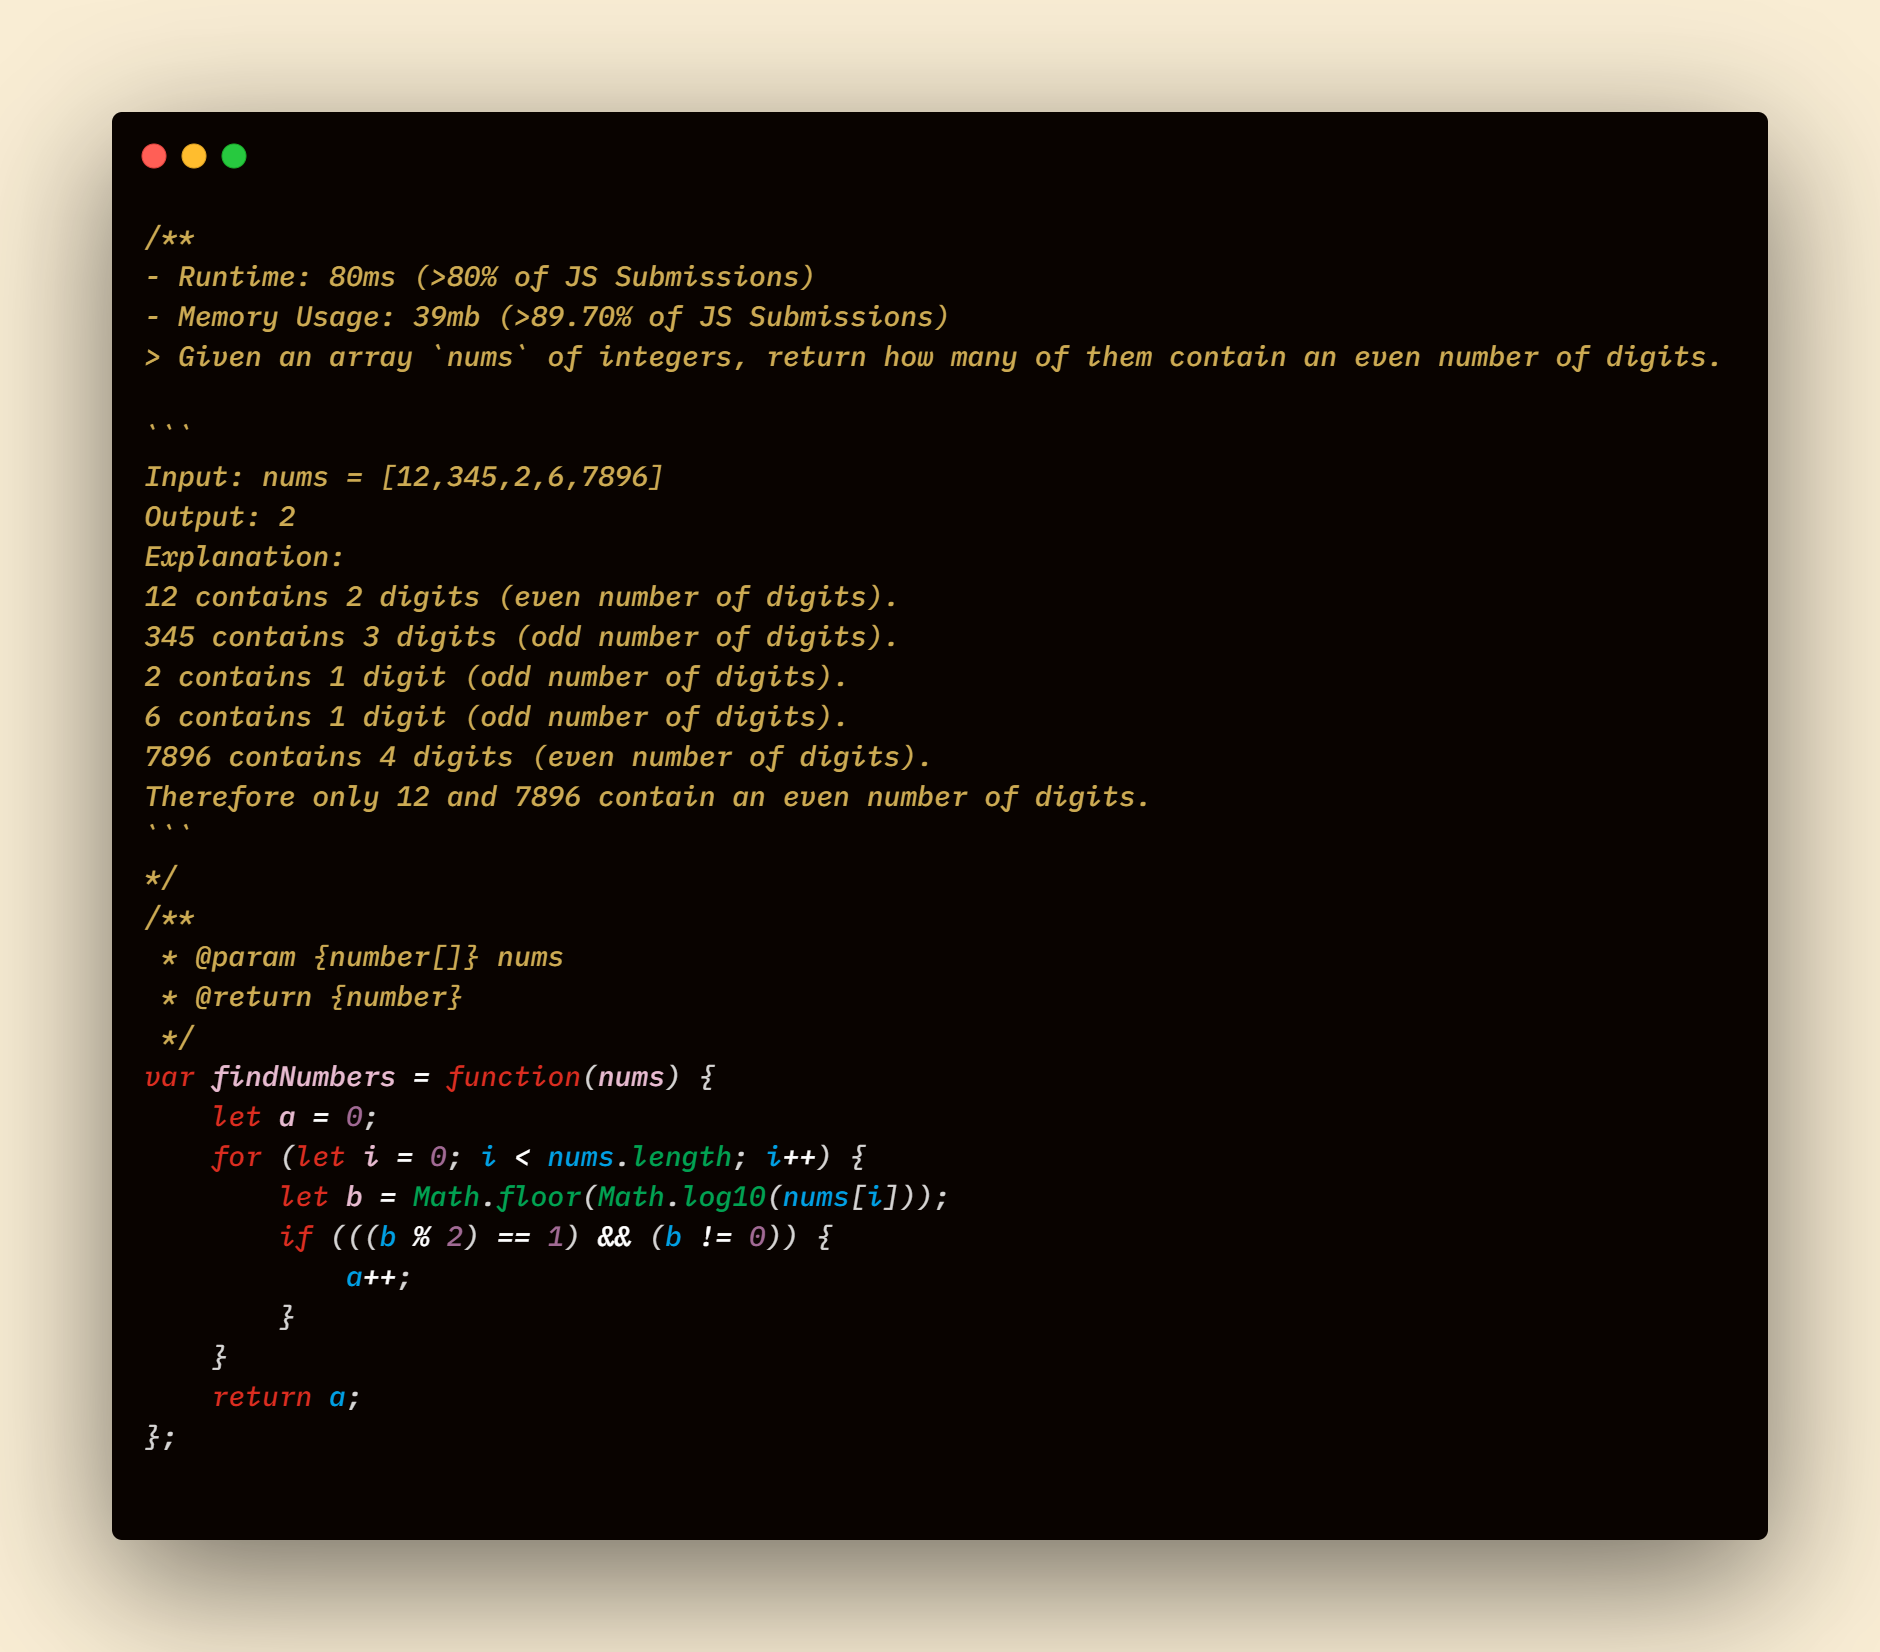 /**
- Runtime: 80ms (>80% of JS Submissions)
- Memory Usage: 39mb (>89.70% of JS Submissions)
> Given an array `nums` of integers, return how many of them contain an even number of digits.

```
Input: nums = [12,345,2,6,7896]
Output: 2
Explanation:
12 contains 2 digits (even number of digits).
345 contains 3 digits (odd number of digits).
2 contains 1 digit (odd number of digits).
6 contains 1 digit (odd number of digits).
7896 contains 4 digits (even number of digits).
Therefore only 12 and 7896 contain an even number of digits.
```
*/
/**
 * @param {number[]} nums
 * @return {number}
 */
var findNumbers = function(nums) {
    let a = 0;
    for (let i = 0; i < nums.length; i++) {
        let b = Math.floor(Math.log10(nums[i]));
        if (((b % 2) == 1) && (b != 0)) {
            a++;
        }
    }
    return a;
};